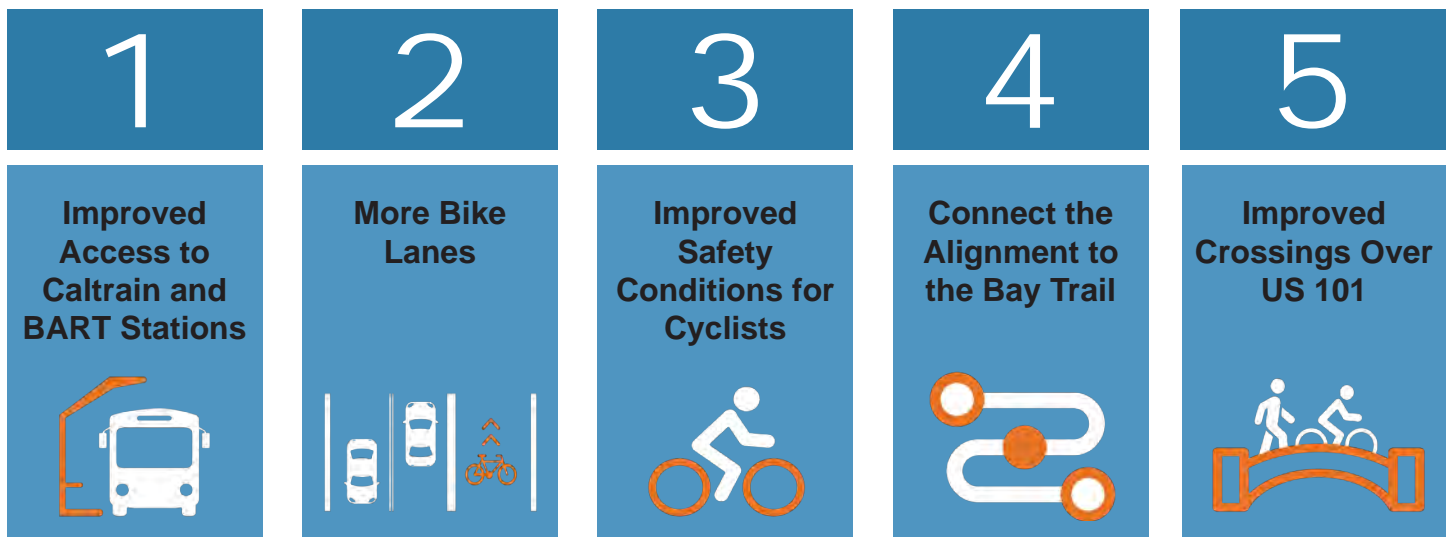 1
Improved
Access to
Caltrain and
BART Stations
2
More Bike
Lanes
3
Improved
Safety
Conditions for
Cyclists
4
Connect the
Alignment to
the Bay Trail
5
Improved
Crossings Over
US 101